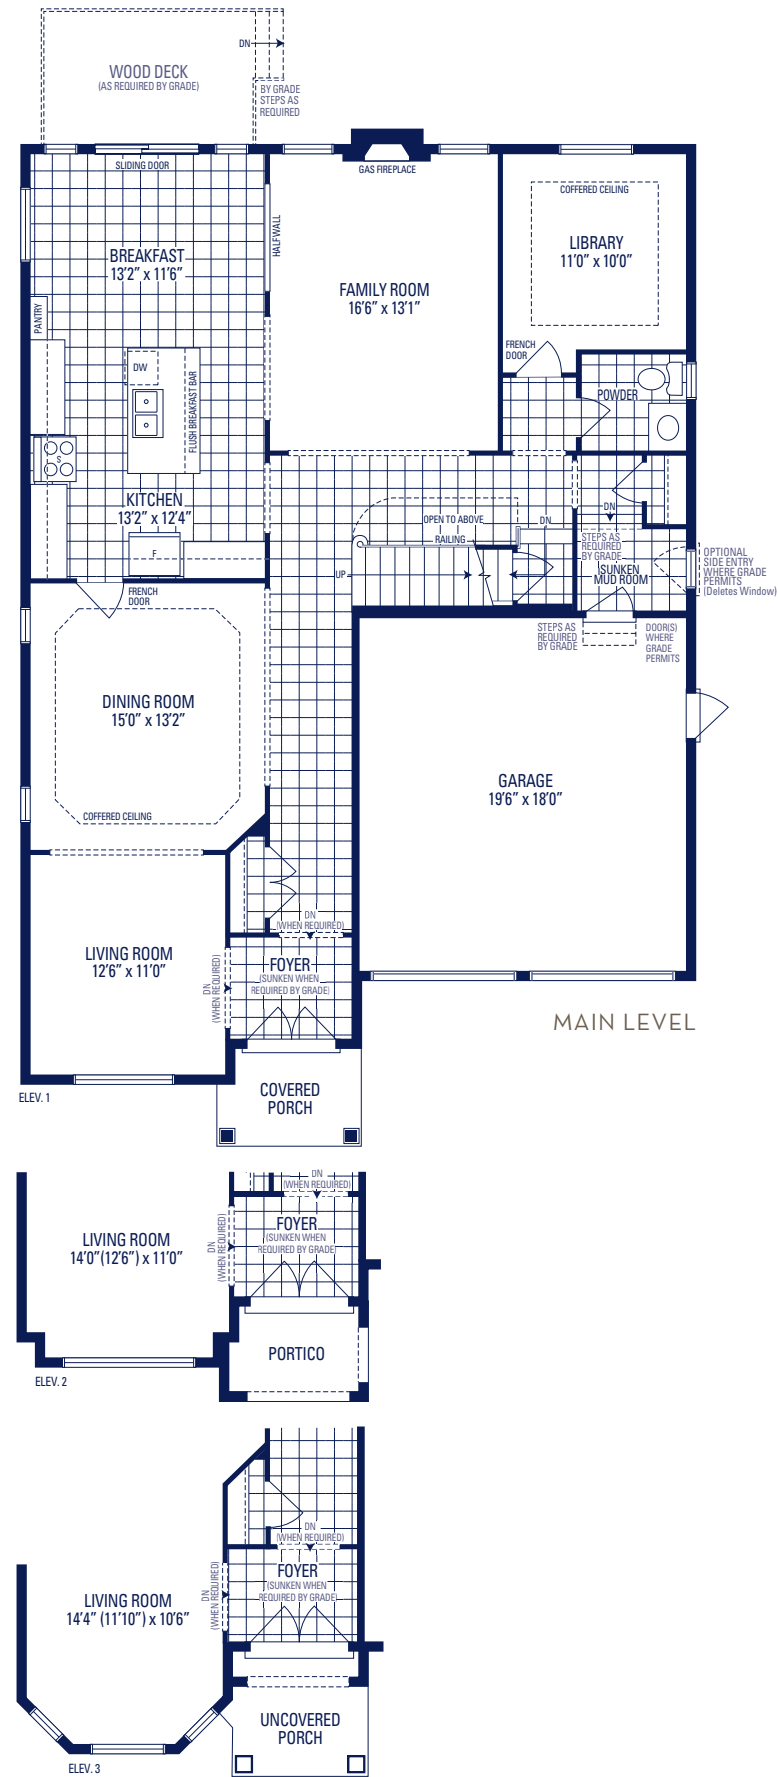 DN
WOOD DECK
(AS REQUIRED BY GRADE)
BY GRADE
STEPS AS
REQUIRED
SLIDING DOOR
GAS FIREPLACE
COFFERED CEILING
HALF WALL
LIBRARY
11'0" x 10'0"
BREAKFAST
13'2" x 11'6"
FAMILY ROOM
16'6" x 13'1"
PANTRY
FRENCH
DOOR
DW
FLUSH BREAKFAST BAR
POWDER
S
KITCHEN
13'2" x 12'4"
OPEN TO ABOVE
RAILING
DN
DN
STEPS AS
REQUIRED
BY GRADE
F
UP
SUNKEN
MUD ROOM
OPTIONAL
SIDE ENTRY
WHERE GRADE
PERMITS
(Deletes Window)
FRENCH
DOOR
STEPS AS
REQUIRED
BY GRADE
DOOR(S)
WHERE
GRADE
PERMITS
DINING ROOM
15'0" x 13'2"
GARAGE
19'6" x 18'0"
COFFERED CEILING
DN
(WHEN REQUIRED)
LIVING ROOM
12'6" x 11'0"
DN
(WHEN REQUIRED)
FOYER
(SUNKEN WHEN
REQUIRED BY GRADE)
MAIN LEVEL
COVERED
PORCH
ELEV. 1
DN
(WHEN REQUIRED)
LIVING ROOM
14'0"(12'6") x 11'0"
DN
(WHEN REQUIRED)
FOYER
(SUNKEN WHEN
REQUIRED BY GRADE)
PORTICO
ELEV. 2
DN
(WHEN REQUIRED)
LIVING ROOM
14'4" (11'10") x 10'6"
DN
(WHEN REQUIRED)
FOYER
(SUNKEN WHEN
REQUIRED BY GRADE)
UNCOVERED
PORCH
ELEV. 3